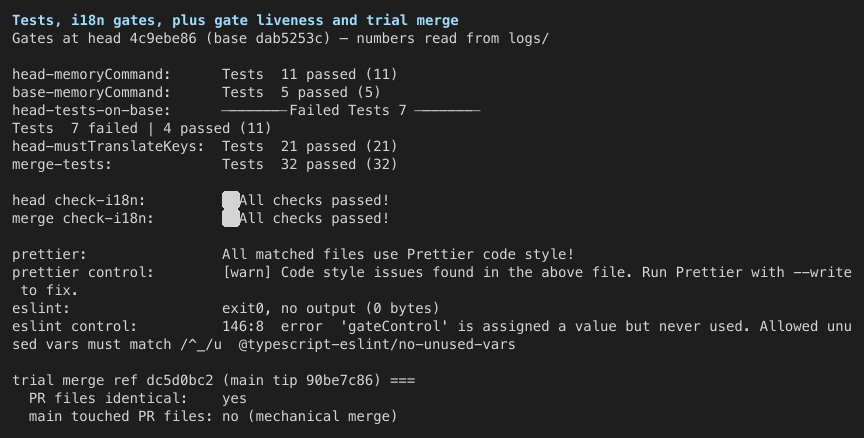 Tests, i18n gates, plus gate liveness and trial merge
Gates at head 4c9ebe86 (base dab5253c) — numbers read from logs/
head-memoryCommand:      Tests  11 passed (11)
base-memoryCommand:      Tests  5 passed (5)
head-tests-on-base:      ———————Failed Tests 7 ———————
Tests  7 failed | 4 passed (11)
head-mustTranslateKeys:  Tests  21 passed (21)
merge-tests:             Tests  32 passed (32)
head check-i18n:         All checks passed!
merge check-i18n:        All checks passed!
prettier:                All matched files use Prettier code style!
prettier control:        [warn] Code style issues found in the above file. Run Prettier with --write
 to fix.
eslint:                  exit0, no output (0 bytes)
eslint control:          146:8  error  'gateControl' is assigned a value but never used. Allowed unu
sed vars must match /^_/u  @typescript-eslint/no-unused-vars
trial merge ref dc5d0bc2 (main tip 90be7c86) ===
  PR files identical:    yes
  main touched PR files: no (mechanical merge)